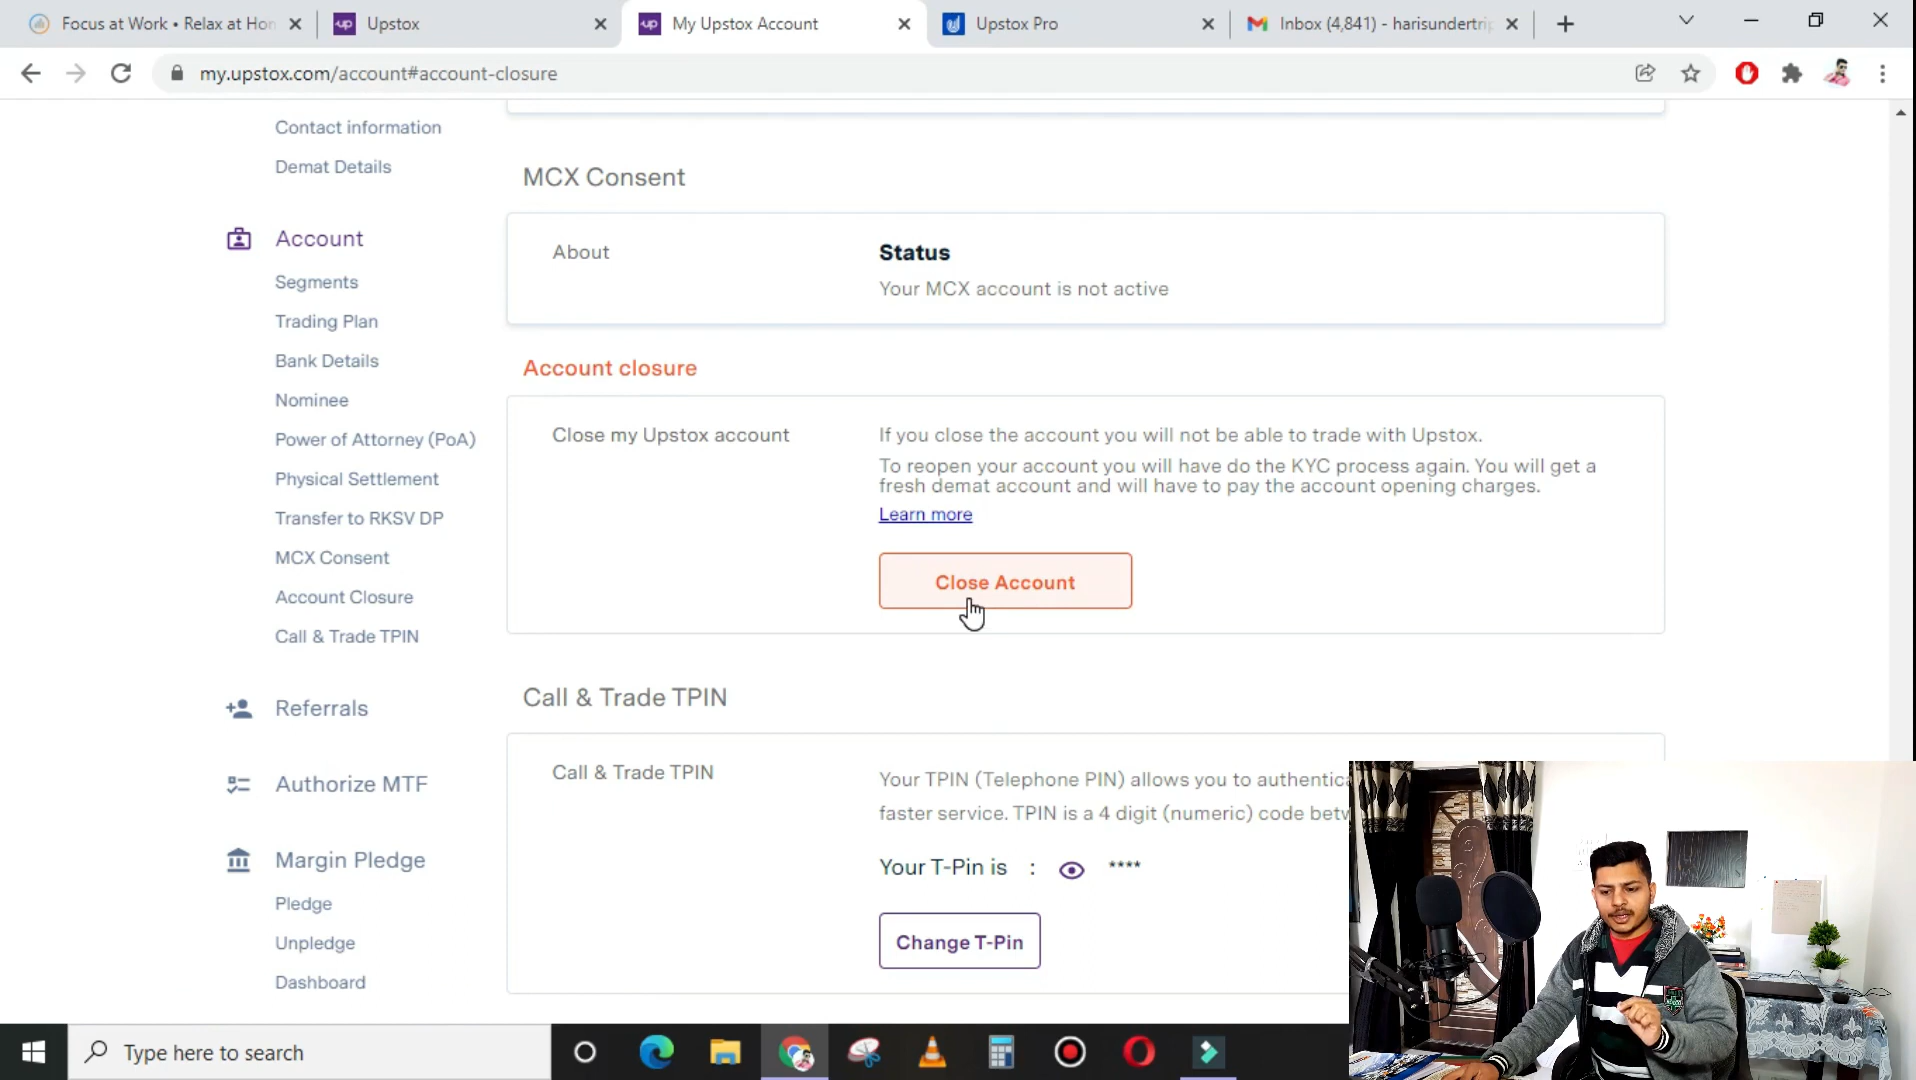 Focus at Work • Relax at Hom
Upstox
My Upstox Account
Upstox Pro
Inbox (4,841) - harisundertrip
my.upstox.com/account#account-closure
Contact information
Demat Details
Account
Segments
Trading Plan
Bank Details
Nominee
Power of Attorney (PoA)
Physical Settlement
Transfer to RKSV DP
MCX Consent
Account Closure
Call & Trade TPIN
Referrals
Authorize MTF
Margin Pledge
Pledge
Unpledge
Dashboard
MCX Consent
About
Status
Your MCX account is not active
Account closure
Close my Upstox account
If you close the account you will not be able to trade with Upstox.
To reopen your account you will have do the KYC process again. You will get a
fresh demat account and will have to pay the account opening charges.
Learn more
Close Account
Call & Trade TPIN
Call & Trade TPIN
Your TPIN (Telephone PIN) allows you to authentic
faster service. TPIN is a 4 digit (numeric) code betw
Your T-Pin is : ****
Change T-Pin
Type here to search